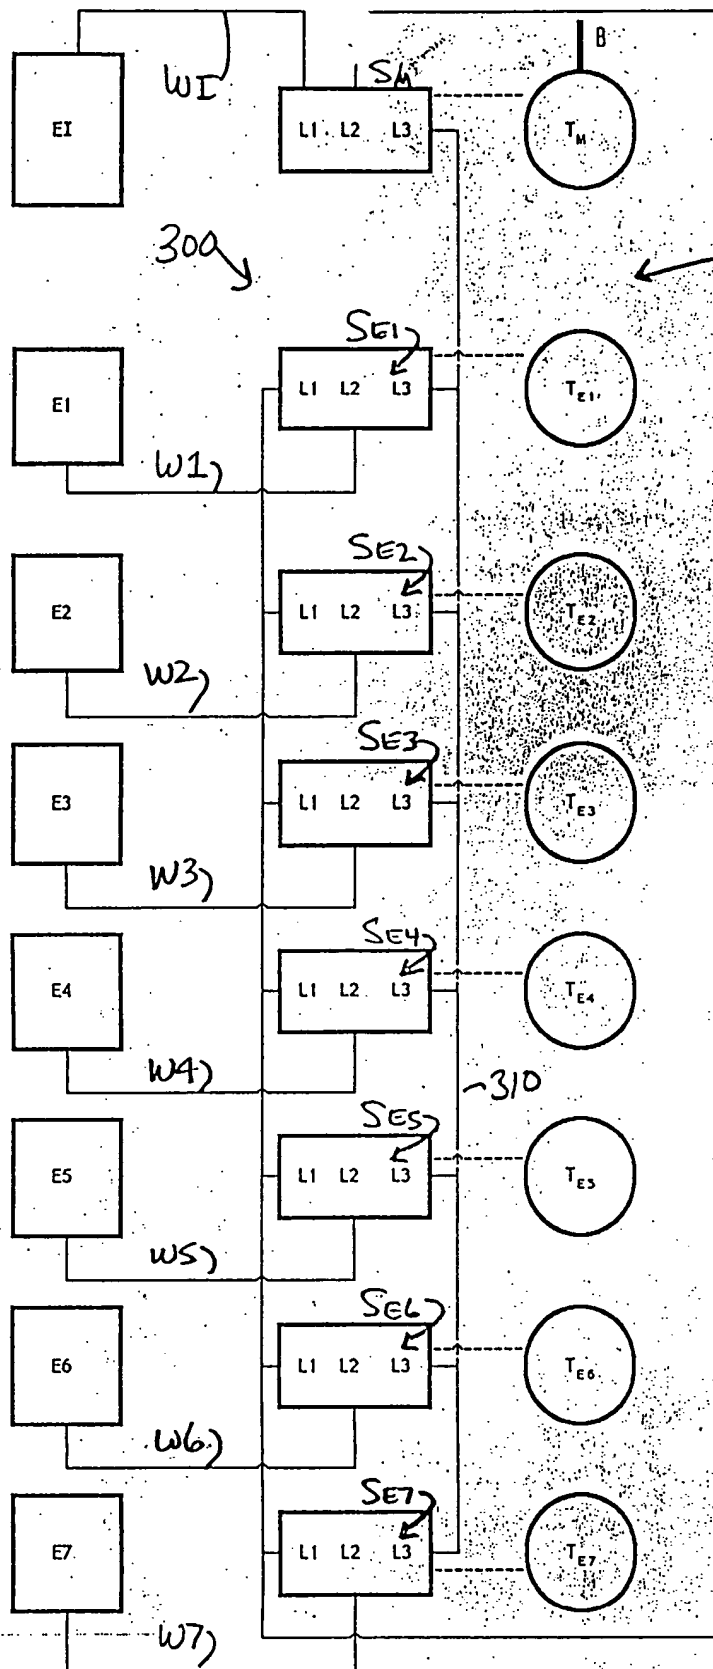 B
WI SM
EI L1 L2 L3 TM
300
SE1
E1 L1 L2 L3 TE1
W1
SE2
E2 L1 L2 L3 TE2
W2
SE3
E3 L1 L2 L3 TE3
W3
SE4
E4 L1 L2 L3 TE4
W4 310
SE5
E5 L1 L2 L3 TE5
W5
SE6
E6 L1 L2 L3 TE6
W6
SE7
E7 L1 L2 L3 TE7
W7